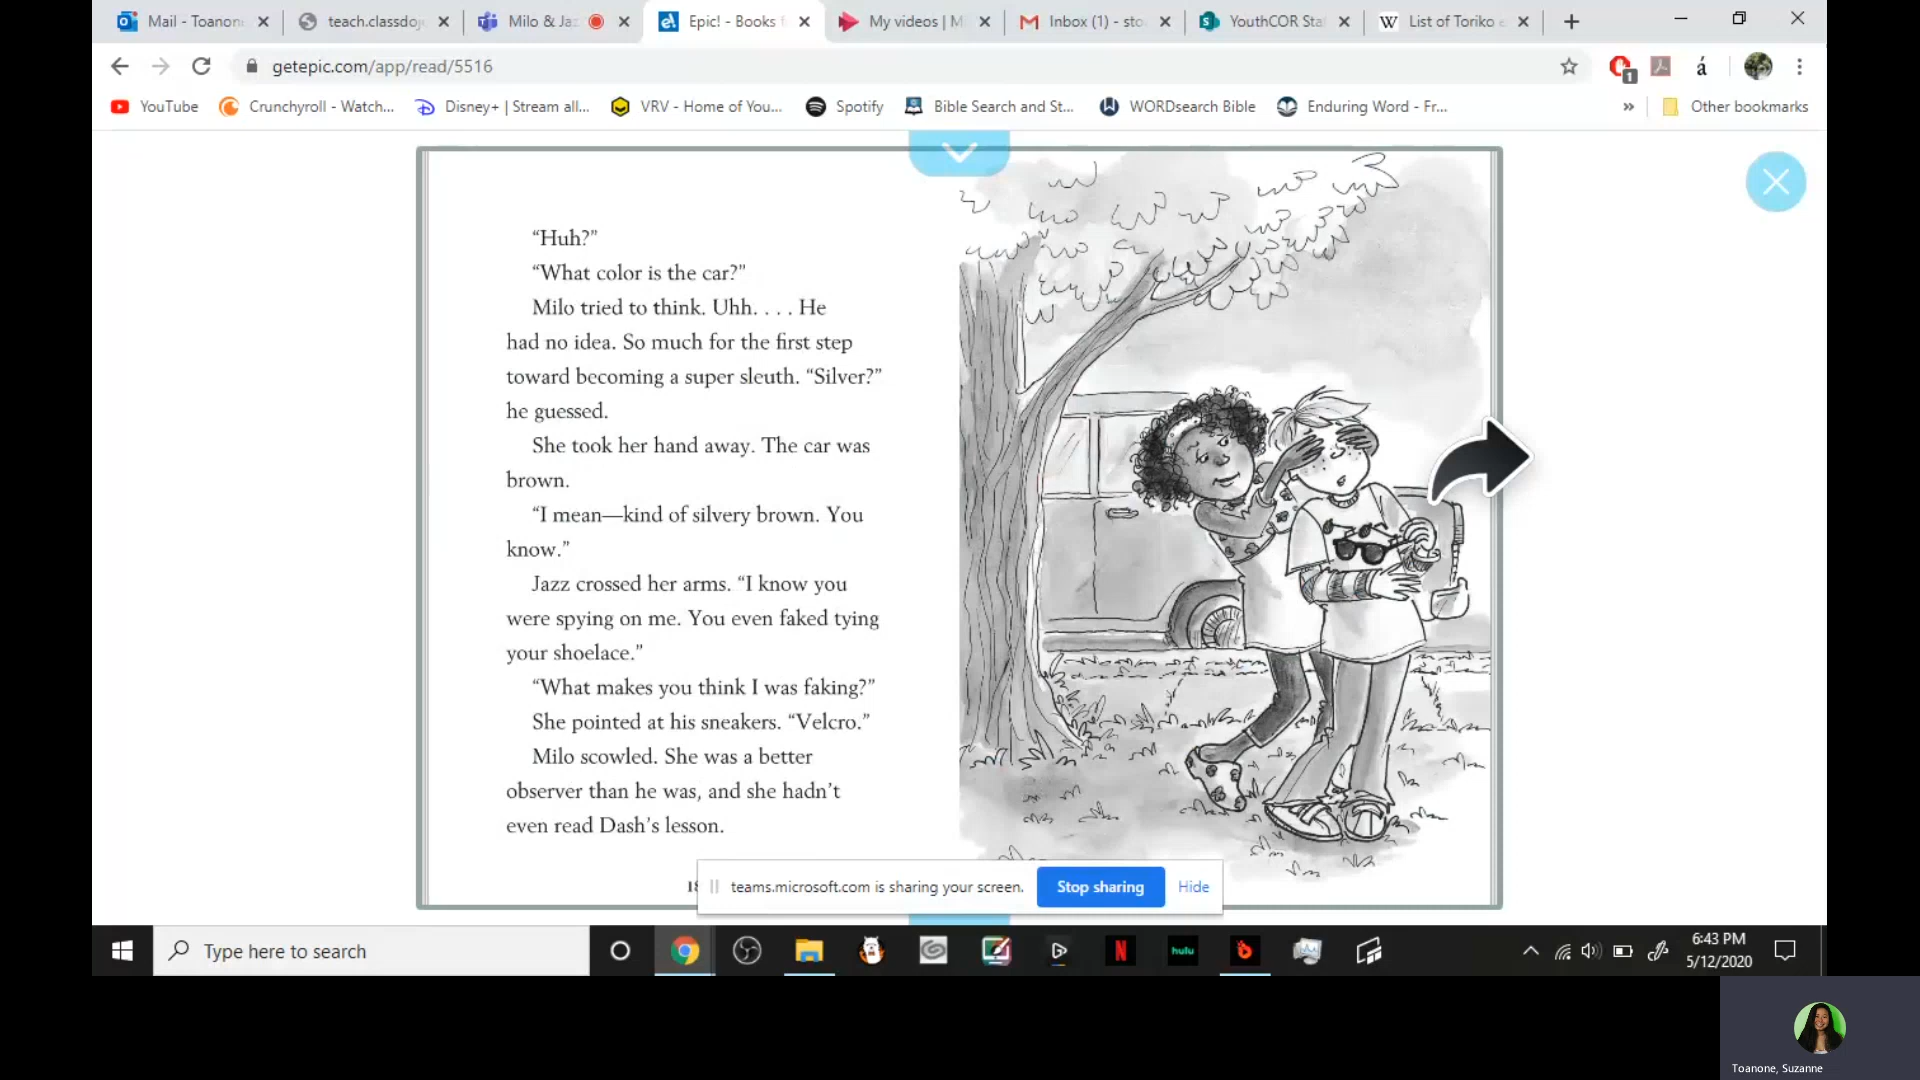 Mail - Toanon
teach.classdoj
Milo & Ja
Epic! - Books
My videos | M
Inbox (1) - sto
YouthCOR Sta
List of Toriko e
getepic.com/app/read/5516
1
á
YouTube
Crunchyroll - Watch...
Disney+ | Stream all...
VRV - Home of You...
Spotify
Bible Search and St...
WORDsearch Bible
Enduring Word - Fr...
»
Other bookmarks
“Huh?”
“What color is the car?”
Milo tried to think. Uhh. . . . He
had no idea. So much for the first step
toward becoming a super sleuth. “Silver?”
he guessed.
She took her hand away. The car was
brown.
“I mean—kind of silvery brown. You
know.”
Jazz crossed her arms. “I know you
were spying on me. You even faked tying
your shoelace.”
“What makes you think I was faking?”
She pointed at his sneakers. “Velcro.”
Milo scowled. She was a better
observer than he was, and she hadn’t
even read Dash’s lesson.
teams.microsoft.com is sharing your screen.
Stop sharing
Hide
Type here to search
N
hulu
6:43 PM
5/12/2020
Toanone, Suzanne